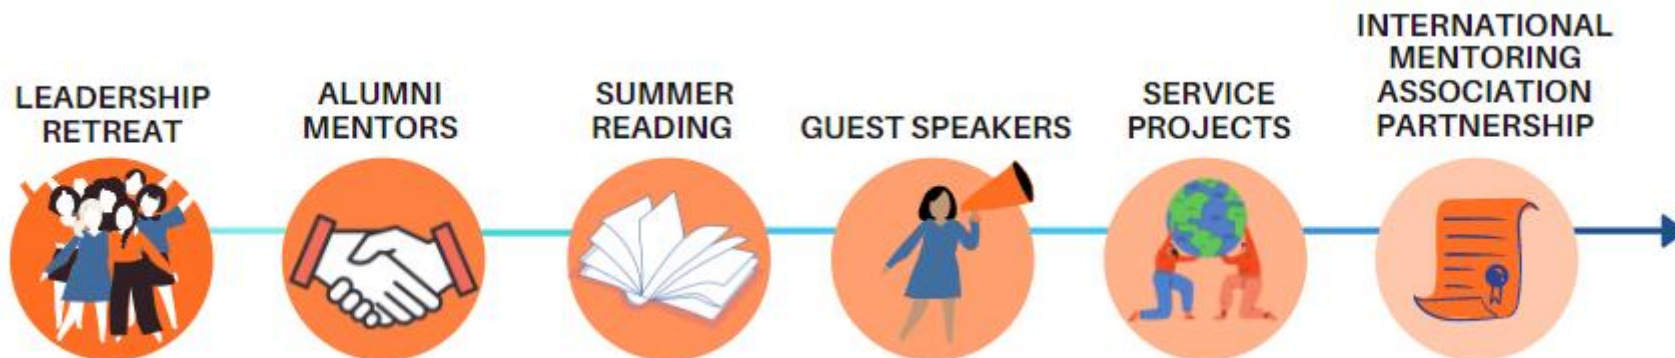 LEADERSHIP
RETREAT
ALUMNI
MENTORS
SUMMER
READING
GUEST SPEAKERS
SERVICE
PROJECTS
INTERNATIONAL
MENTORING
ASSOCIATION
PARTNERSHIP